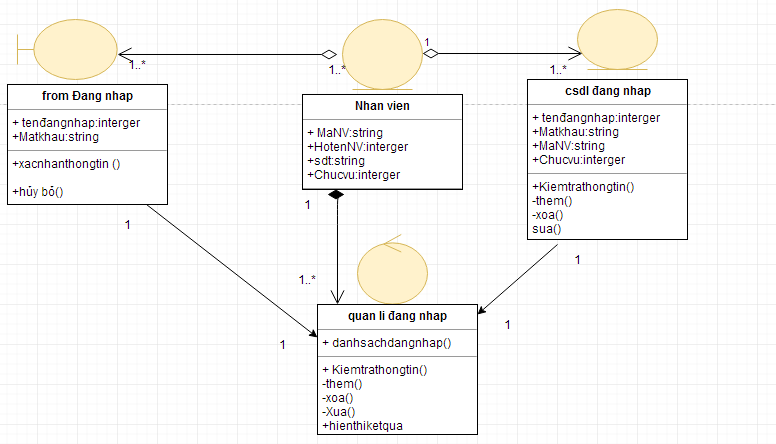 1
1..*
1..*
1..*
from Đang nhap
+ tenđangnhap:interger
+Matkhau:string
+xacnhanthongtin ()
+hủy bỏ()
Nhan vien
+ MaNV:string
+HotenNV:interger
+sdt:string
+Chucvu:interger
csdl đang nhap
+ tenđangnhap:interger
+Matkhau:string
+MaNV:string
+Chucvu:interger
+Kiemtrathongtin()
-them()
-xoa()
sua()
1
1
1
1..*
1
1
quan li đang nhap
+ danhsachdangnhap()
+ Kiemtrathongtin()
-them()
-xoa()
-Xua()
+hienthiketqua